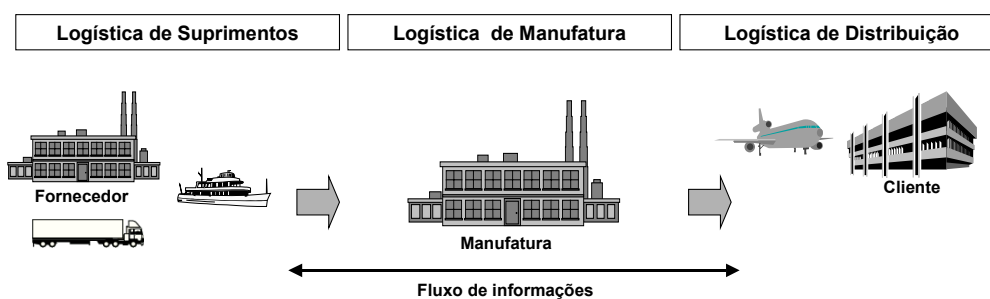 Logística de Suprimentos
Logística de Manufatura
Logística de Distribuição
Fornecedor
Manufatura
Cliente
Fluxo de informações